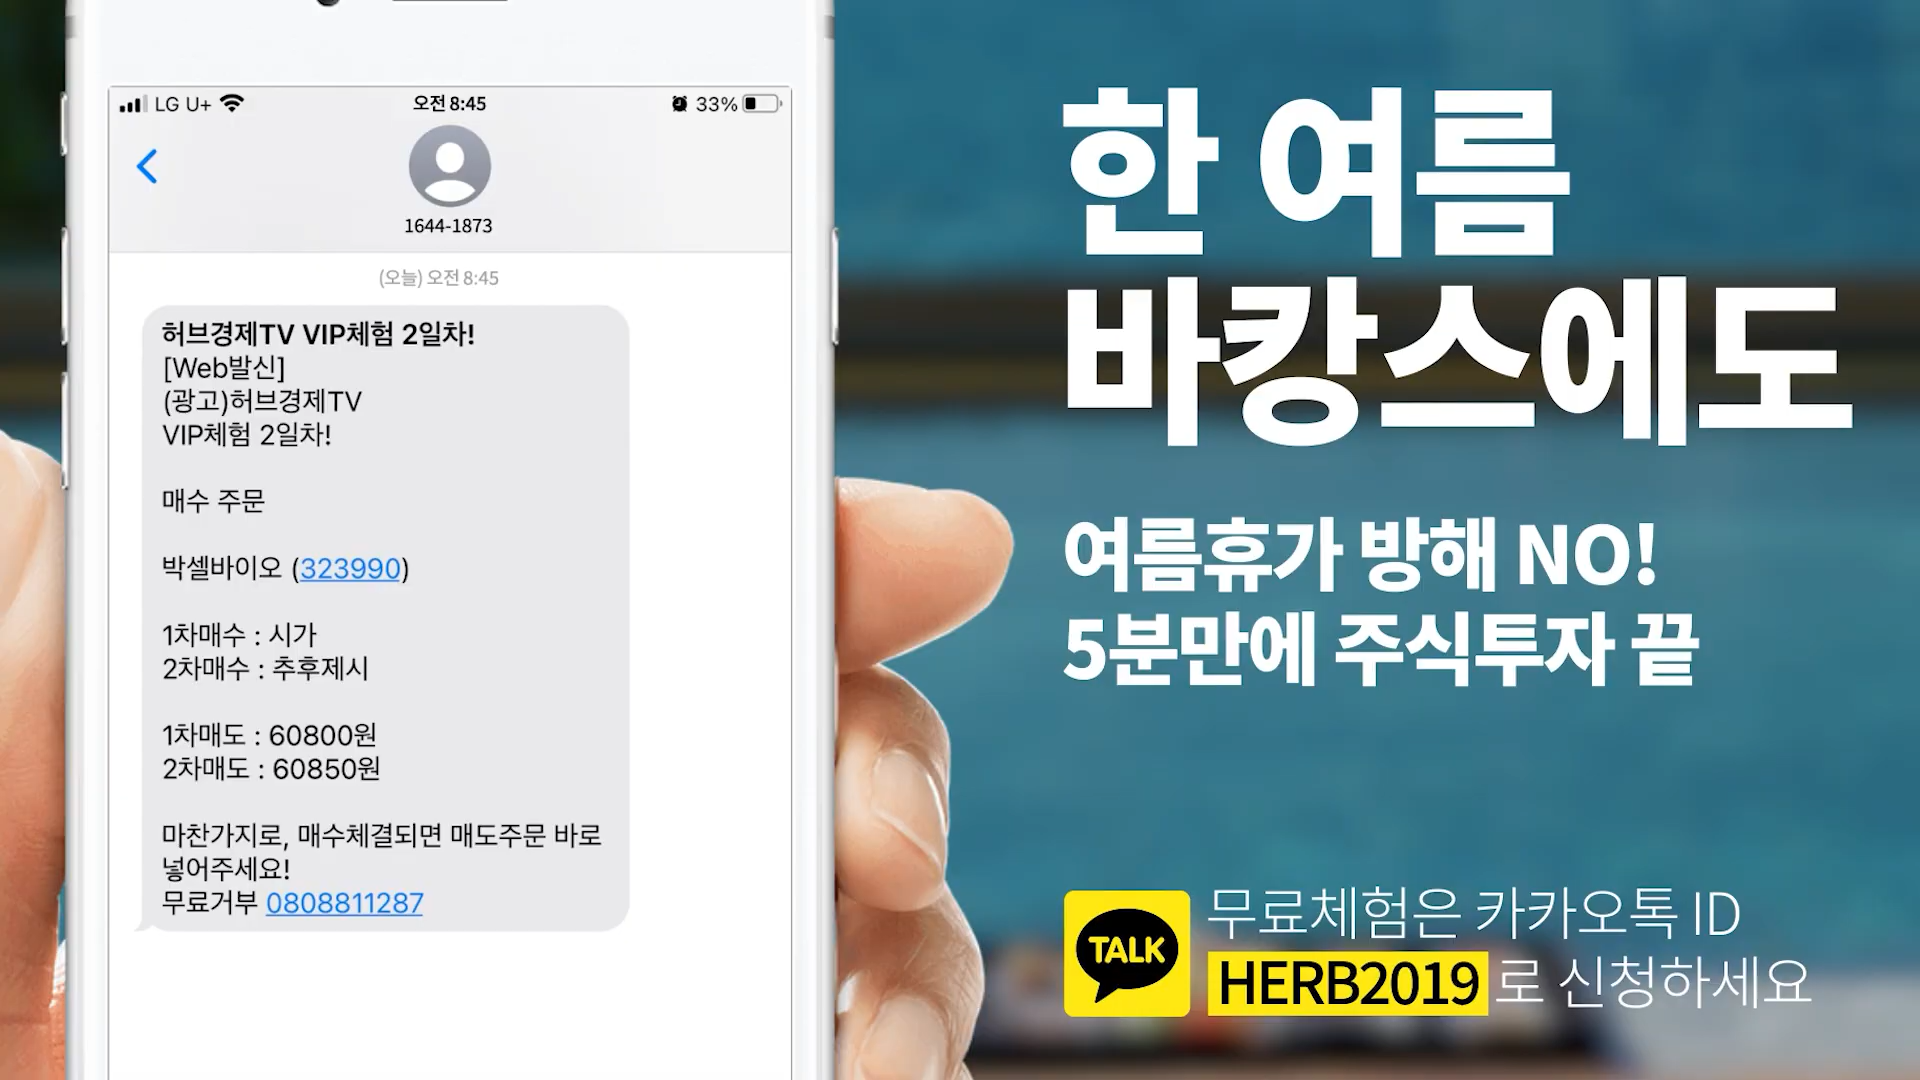 LG U+ 오전 8:45 33%
1644-1873
(오늘) 오전 8:45
허브경제TV VIP체험 2일차!
[Web발신]
(광고)허브경제TV
VIP체험 2일차!
매수 주문
박셀바이오 (323990)
1차매수 : 시가
2차매수 : 추후제시
1차매도 : 60800원
2차매도 : 60850원
마찬가지로, 매수체결되면 매도주문 바로
넣어주세요!
무료거부 0808811287
한 여름
바캉스에도
여름휴가 방해 NO!
5분만에 주식투자 끝
TALK
무료체험은 카카오톡 ID
HERB2019로 신청하세요